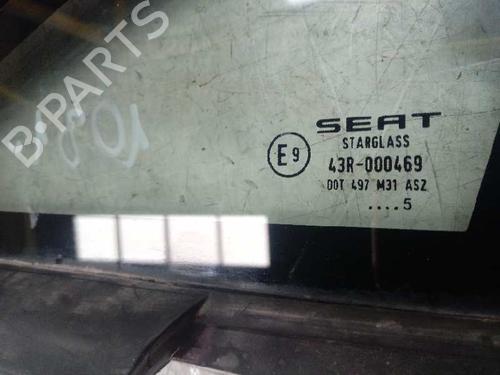 B-PARTS
SEAT
STARGLASS
E9
43R-000469
DOT 497 M31 ASZ
....5